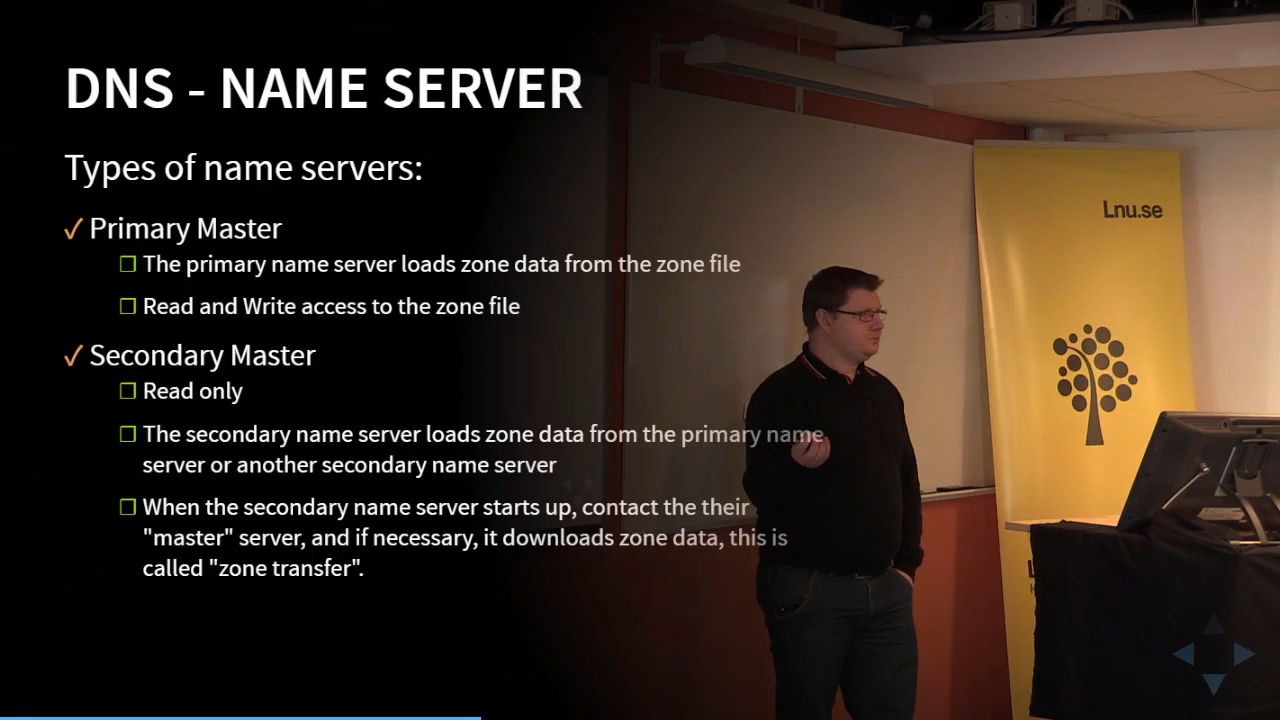 DNS - NAME SERVER
Types of name servers:
✓ Primary Master
❒ The primary name server loads zone data from the zone file
❒ Read and Write access to the zone file
✓ Secondary Master
❒ Read only
❒ The secondary name server loads zone data from the primary name
server or another secondary name server
❒ When the secondary name server starts up, contact the their
"master" server, and if necessary, it downloads zone data, this is
called "zone transfer".
Lnu.se